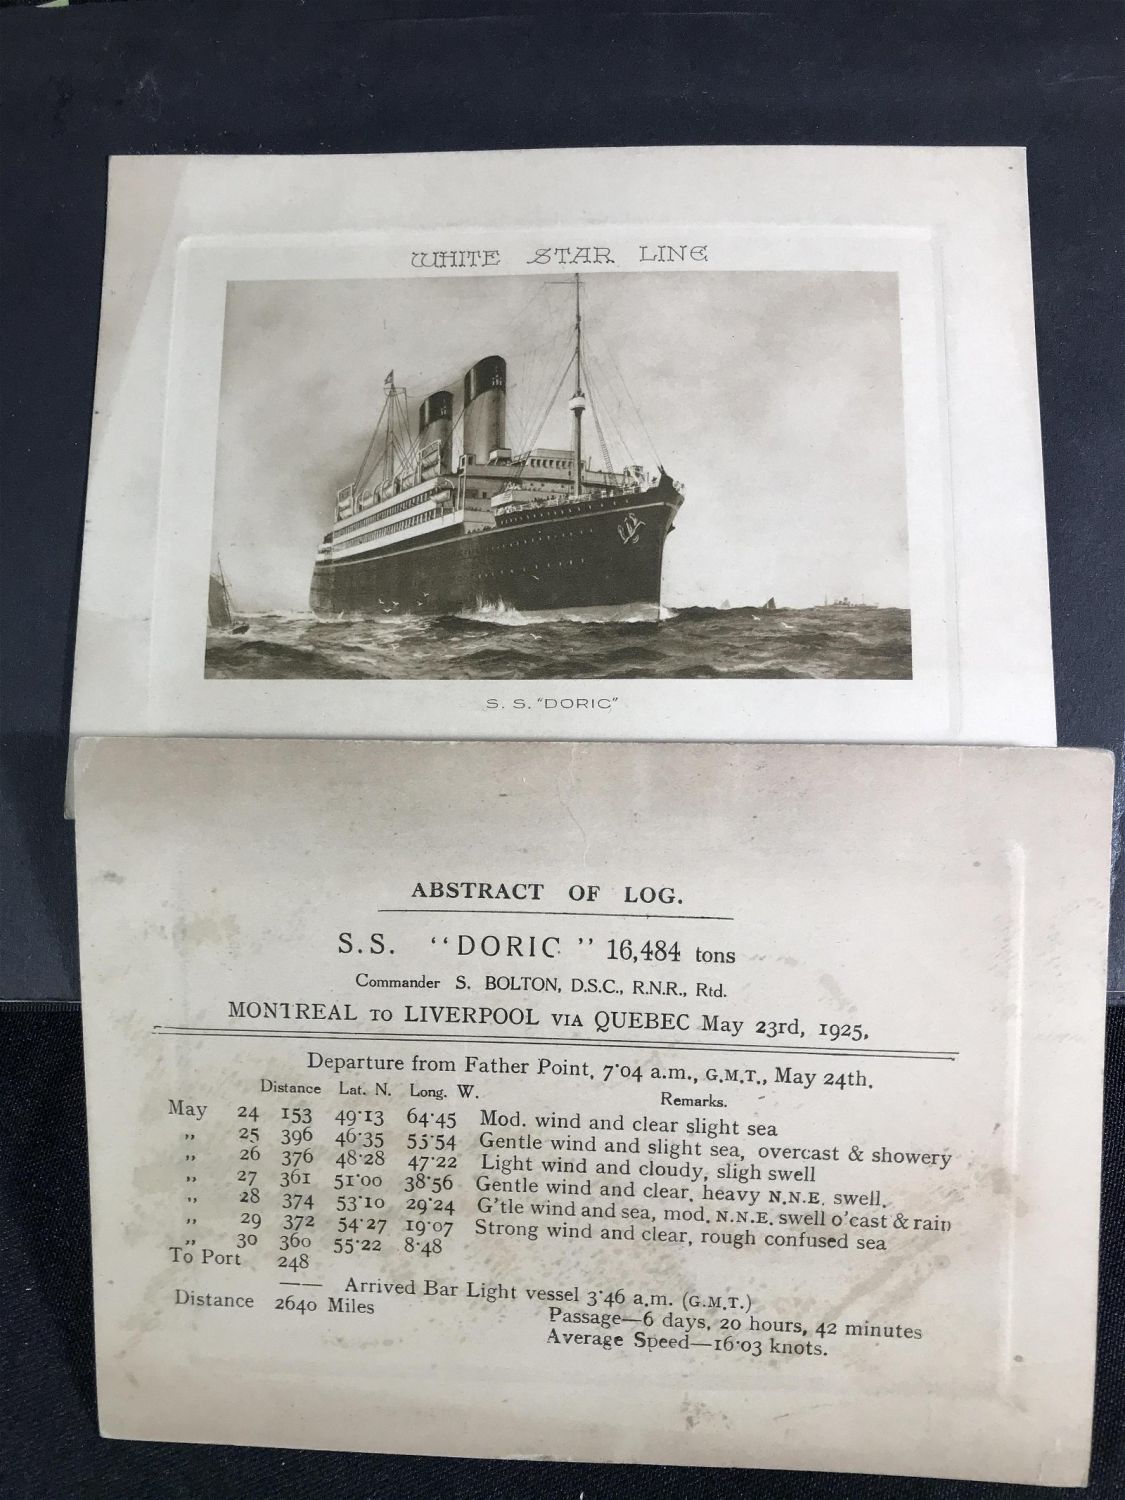 WHITE STAR LINE
S. S. "DORIC"
ABSTRACT OF LOG.
S.S. "DORIC" 16,484 tons
Commander S. BOLTON, D.S.C., R.N.R., Rtd.
MONTREAL TO LIVERPOOL VIA QUEBEC May 23rd, 1925.
Departure from Father Point, 7·04 a.m., G.M.T., May 24th.
Distance Lat. N. Long. W. Remarks.
May 24 153 49·13 64·45 Mod. wind and clear slight sea
,, 25 396 46·35 55·54 Gentle wind and slight sea, overcast & showery
,, 26 376 48·28 47·22 Light wind and cloudy, sligh swell
,, 27 361 51·00 38·56 Gentle wind and clear, heavy N.N.E. swell.
,, 28 374 53·10 29·24 G'tle wind and sea, mod. N.N.E. swell o'cast & rain
,, 29 372 54·27 19·07 Strong wind and clear, rough confused sea
,, 30 360 55·22 8·48
To Port 248
Arrived Bar Light vessel 3·46 a.m. (G.M.T.)
Distance 2640 Miles
Passage—6 days, 20 hours, 42 minutes
Average Speed—16·03 knots.